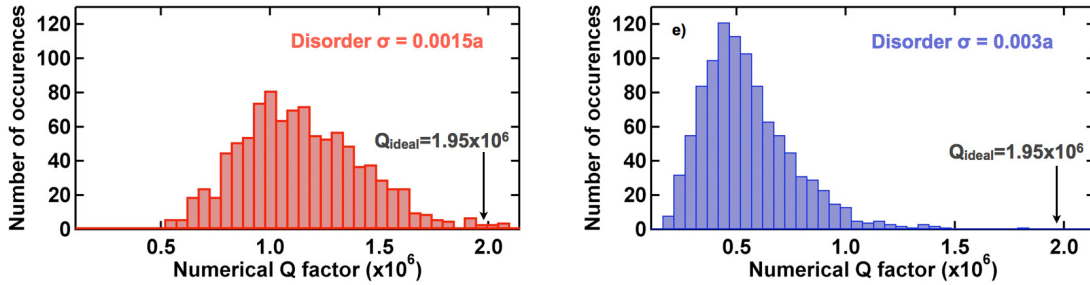 Number of occurences
120
100
80
60
40
20
0
Disorder σ = 0.0015a
Qideal=1.95x10⁶
0.5 1.0 1.5 2.0
Numerical Q factor (x10⁶)
Number of occurences
120
100
80
60
40
20
0
e)
Disorder σ = 0.003a
Qideal=1.95x10⁶
0.5 1.0 1.5 2.0
Numerical Q factor (x10⁶)